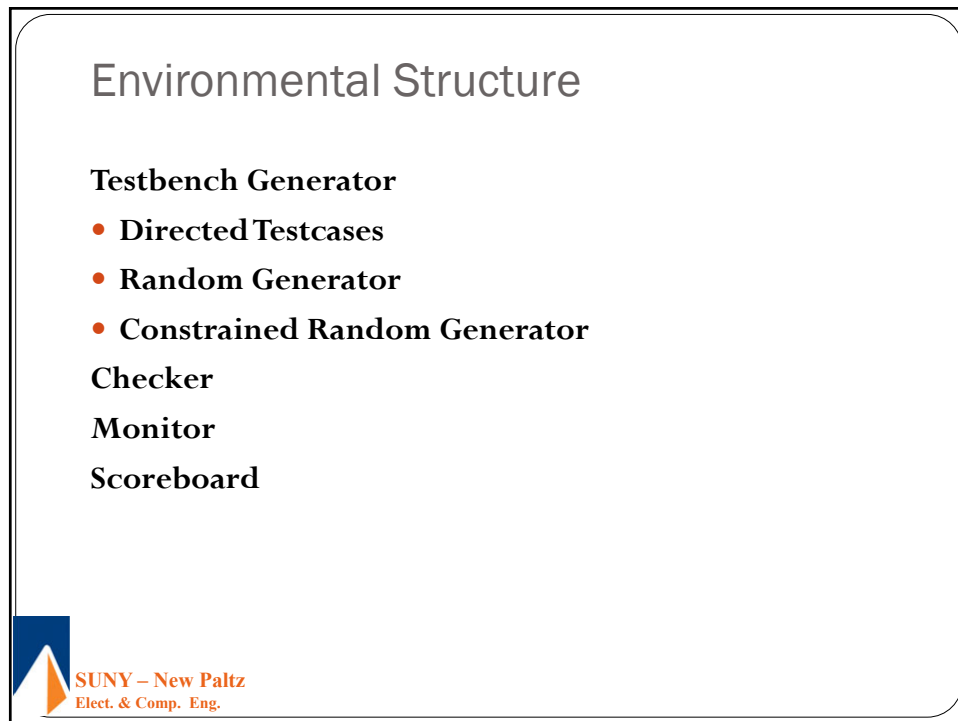 Environmental Structure
Testbench Generator
• Directed Testcases
• Random Generator
• Constrained Random Generator
Checker
Monitor
Scoreboard
SUNY – New Paltz
Elect. & Comp. Eng.